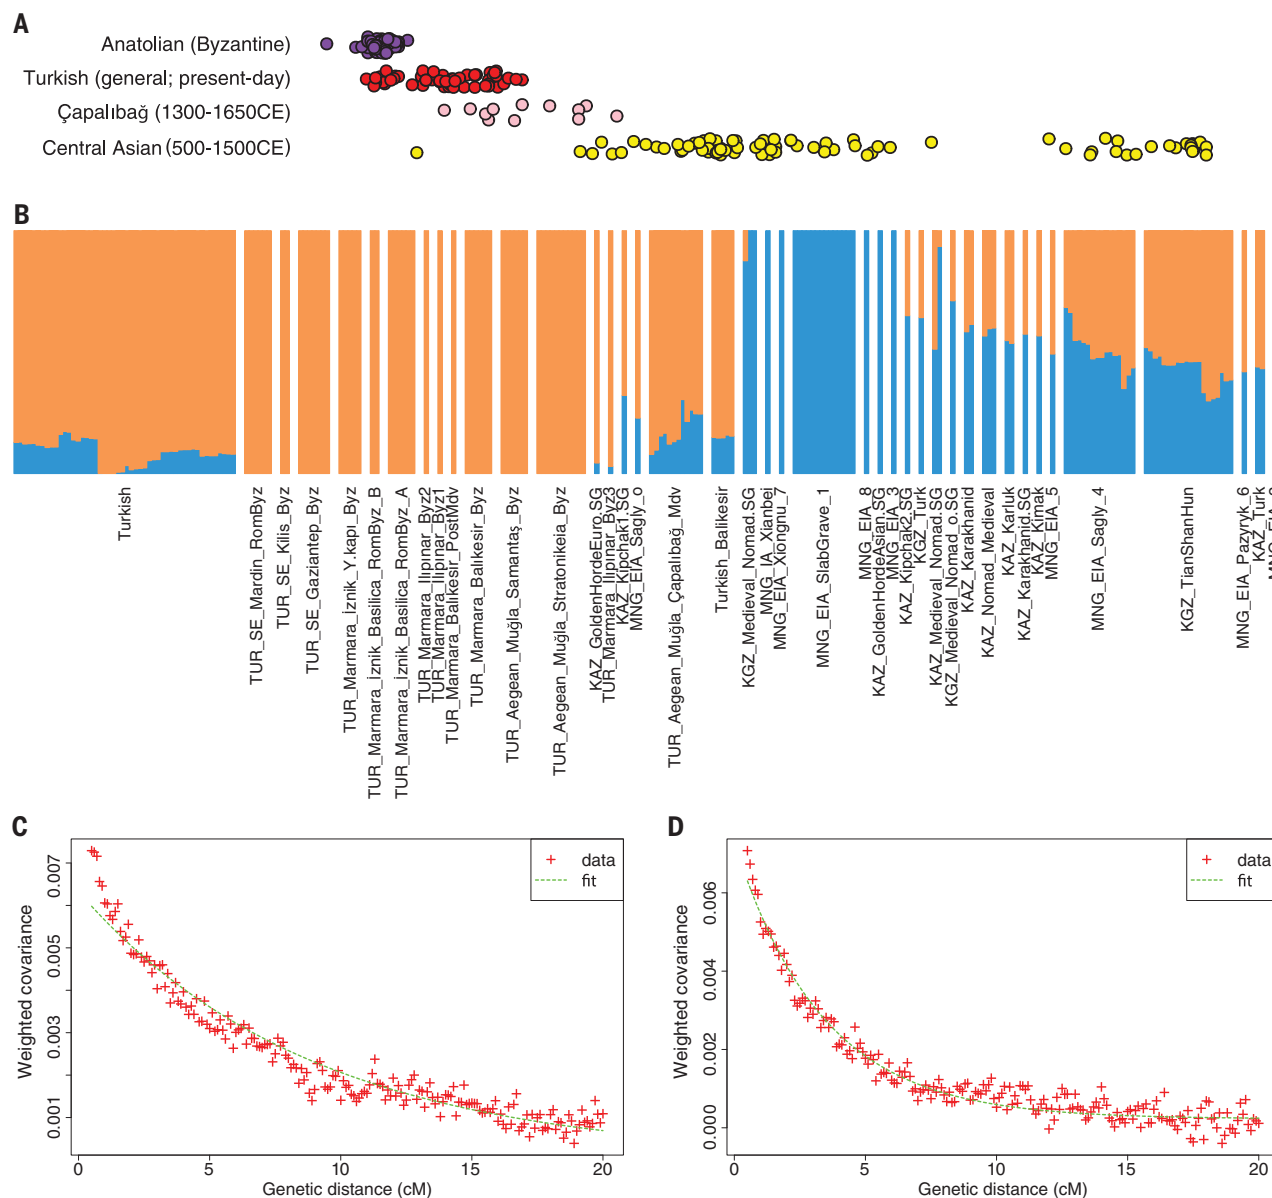 A
Anatolian (Byzantine)
Turkish (general; present-day)
Çapalıbağ (1300-1650CE)
Central Asian (500-1500CE)
B
Turkish
TUR_SE_Mardin_RomByz
TUR_SE_Kilis_Byz
TUR_SE_Gaziantep_Byz
TUR_Marmara_İznik_Y.kapı_Byz
TUR_Marmara_İznik_Basilica_RomByz_B
TUR_Marmara_İznik_Basilica_RomByz_A
TUR_Marmara_Ilıpınar_Byz2
TUR_Marmara_Ilıpınar_Byz1
TUR_Marmara_Balıkesir_PostMdv
TUR_Marmara_Balıkesir_Byz
TUR_Aegean_Muğla_Samantaş_Byz
TUR_Aegean_Muğla_Stratonikeia_Byz
KAZ_GoldenHordeEuro.SG
TUR_Marmara_Ilıpınar_Byz3
KAZ_Kipchak1.SG
MNG_EIA_Sagly_o
TUR_Aegean_Muğla_Çapalıbağ_Mdv
Turkish_Balikesir
KGZ_Medieval_Nomad.SG
MNG_IA_Xianbei
MNG_EIA_Xiongnu_7
MNG_EIA_SlabGrave_1
MNG_EIA_8
KAZ_GoldenHordeAsian.SG
MNG_EIA_3
KAZ_Kipchak2.SG
KGZ_Turk
KAZ_Medieval_Nomad.SG
KGZ_Medieval_Nomad_o.SG
KAZ_Karakhanid
KAZ_Nomad_Medieval
KAZ_Karluk
KAZ_Karakhanid.SG
KAZ_Kimak
MNG_EIA_5
MNG_EIA_Sagly_4
KGZ_TianShanHun
MNG_EIA_Pazyryk_6
KAZ_Turk
C
0.007
0.005
0.003
0.001
Weighted covariance
data
fit
0 5 10 15 20
Genetic distance (cM)
D
0.006
0.004
0.002
0.000
Weighted covariance
data
fit
0 5 10 15 20
Genetic distance (cM)